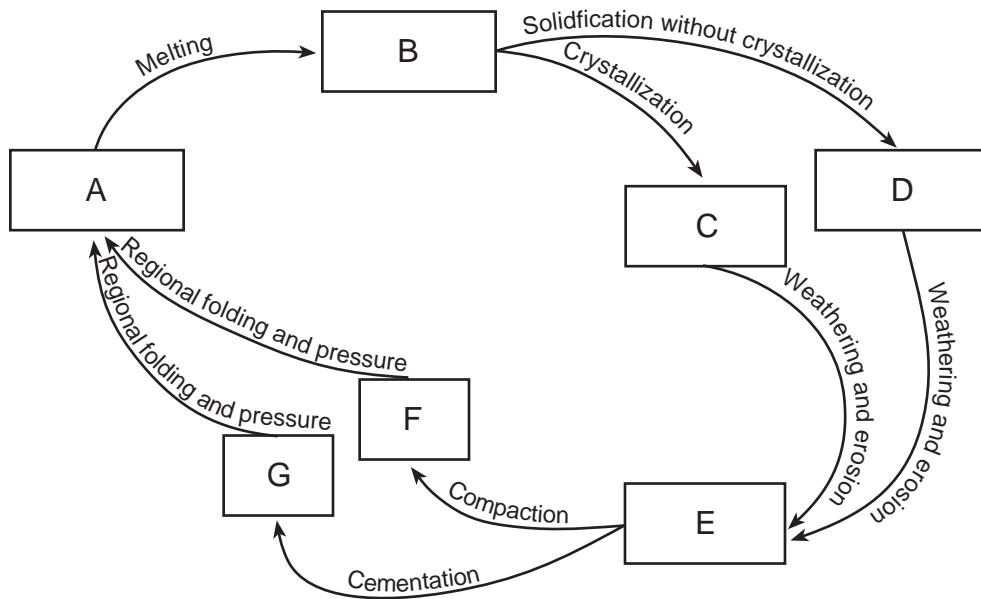 Solidfication without crystallization
B
Melting
Crystallization
A
D
C
Regional folding and pressure
Regional folding and pressure
Weathering and erosion
Weathering and erosion
F
G
Compaction
E
Cementation